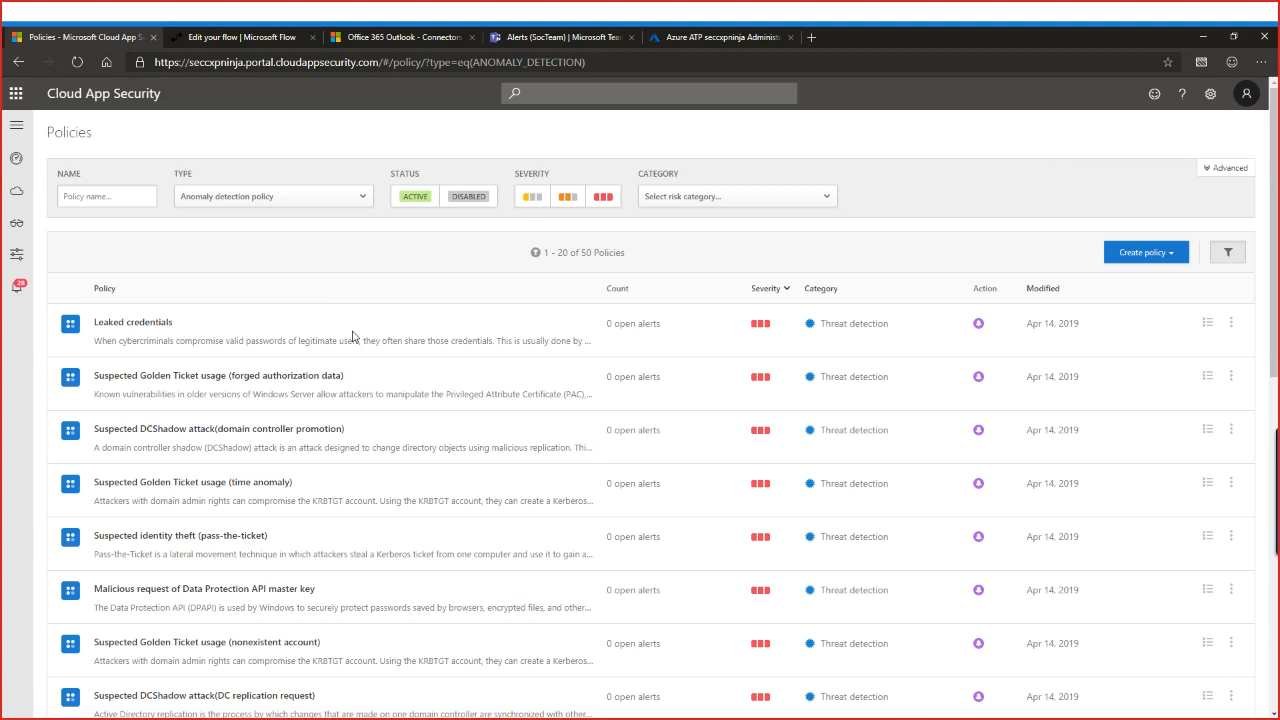 Policies - Microsoft Cloud App S
Edit your flow | Microsoft Flow
Office 365 Outlook - Connectors
Alerts (SocTeam) | Microsoft Tea
Azure ATP seccxpninja Administr
https://seccxpninja.portal.cloudappsecurity.com/#/policy/?type=eq(ANOMALY_DETECTION)
Cloud App Security
Policies
Advanced
NAME TYPE STATUS SEVERITY CATEGORY
Policy name... Anomaly detection policy ACTIVE DISABLED Select risk category...
1 - 20 of 50 Policies
Create policy
Policy Count Severity Category Action Modified
28
Leaked credentials
0 open alerts Threat detection Apr 14, 2019
When cybercriminals compromise valid passwords of legitimate users, they often share those credentials. This is usually done by ...
Suspected Golden Ticket usage (forged authorization data)
0 open alerts Threat detection Apr 14, 2019
Known vulnerabilities in older versions of Windows Server allow attackers to manipulate the Privileged Attribute Certificate (PAC),...
Suspected DCShadow attack(domain controller promotion)
0 open alerts Threat detection Apr 14, 2019
A domain controller shadow (DCShadow) attack is an attack designed to change directory objects using malicious replication. Thi...
Suspected Golden Ticket usage (time anomaly)
0 open alerts Threat detection Apr 14, 2019
Attackers with domain admin rights can compromise the KRBTGT account. Using the KRBTGT account, they can create a Kerberos...
Suspected identity theft (pass-the-ticket)
0 open alerts Threat detection Apr 14, 2019
Pass-the-Ticket is a lateral movement technique in which attackers steal a Kerberos ticket from one computer and use it to gain a...
Malicious request of Data Protection API master key
0 open alerts Threat detection Apr 14, 2019
The Data Protection API (DPAPI) is used by Windows to securely protect passwords saved by browsers, encrypted files, and other...
Suspected Golden Ticket usage (nonexistent account)
0 open alerts Threat detection Apr 14, 2019
Attackers with domain admin rights can compromise the KRBTGT account. Using the KRBTGT account, they can create a Kerberos...
Suspected DCShadow attack(DC replication request)
0 open alerts Threat detection Apr 14, 2019
Active Directory replication is the process by which changes that are made on one domain controller are synchronized with other...